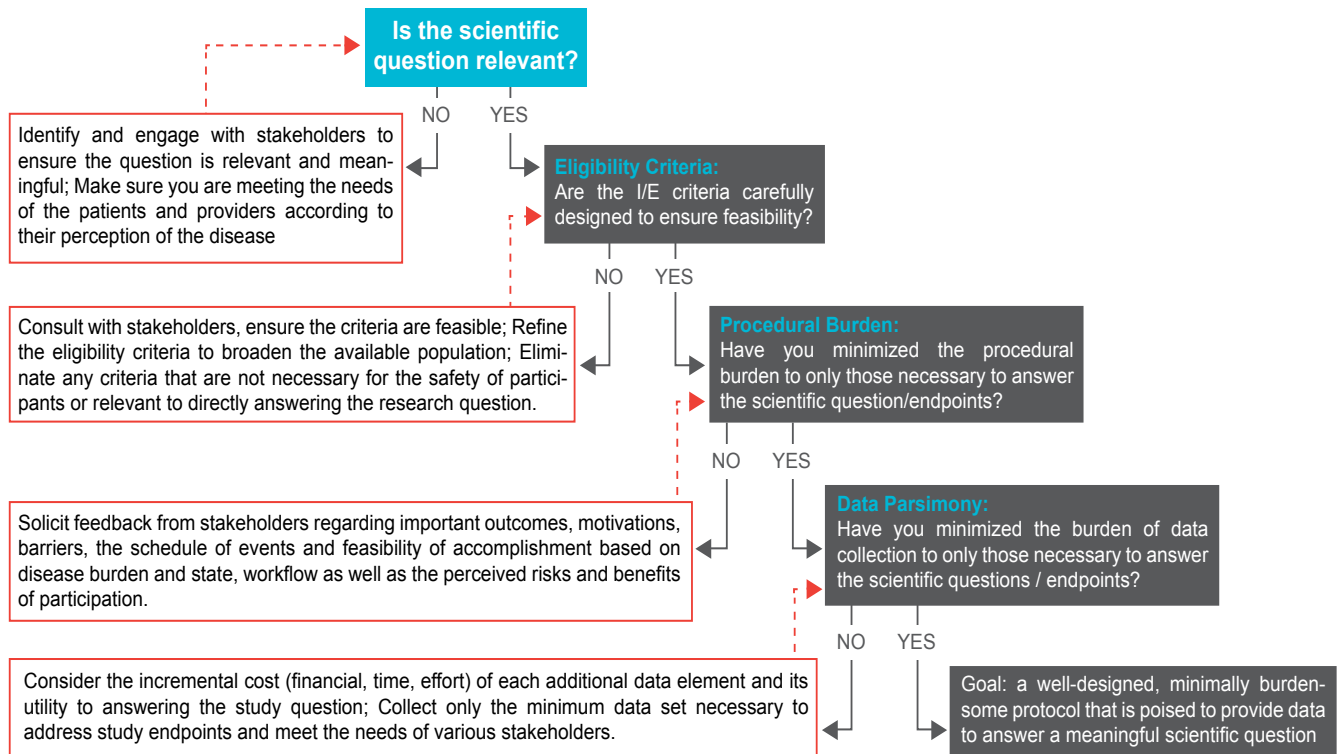 Is the scientific
question relevant?
NO
YES
Identify and engage with stakeholders to
ensure the question is relevant and mean-
ingful; Make sure you are meeting the needs
of the patients and providers according to
their perception of the disease
Eligibility Criteria:
Are the I/E criteria carefully
designed to ensure feasibility?
NO
YES
Consult with stakeholders, ensure the criteria are feasible; Refine
the eligibility criteria to broaden the available population; Elimi-
nate any criteria that are not necessary for the safety of partici-
pants or relevant to directly answering the research question.
Procedural Burden:
Have you minimized the procedural
burden to only those necessary to answer
the scientific question/endpoints?
NO
YES
Solicit feedback from stakeholders regarding important outcomes, motivations,
barriers, the schedule of events and feasibility of accomplishment based on
disease burden and state, workflow as well as the perceived risks and benefits
of participation.
Data Parsimony:
Have you minimized the burden of data
collection to only those necessary to answer
the scientific questions / endpoints?
NO
YES
Consider the incremental cost (financial, time, effort) of each additional data element and its
utility to answering the study question; Collect only the minimum data set necessary to
address study endpoints and meet the needs of various stakeholders.
Goal: a well-designed, minimally burden-
some protocol that is poised to provide data
to answer a meaningful scientific question